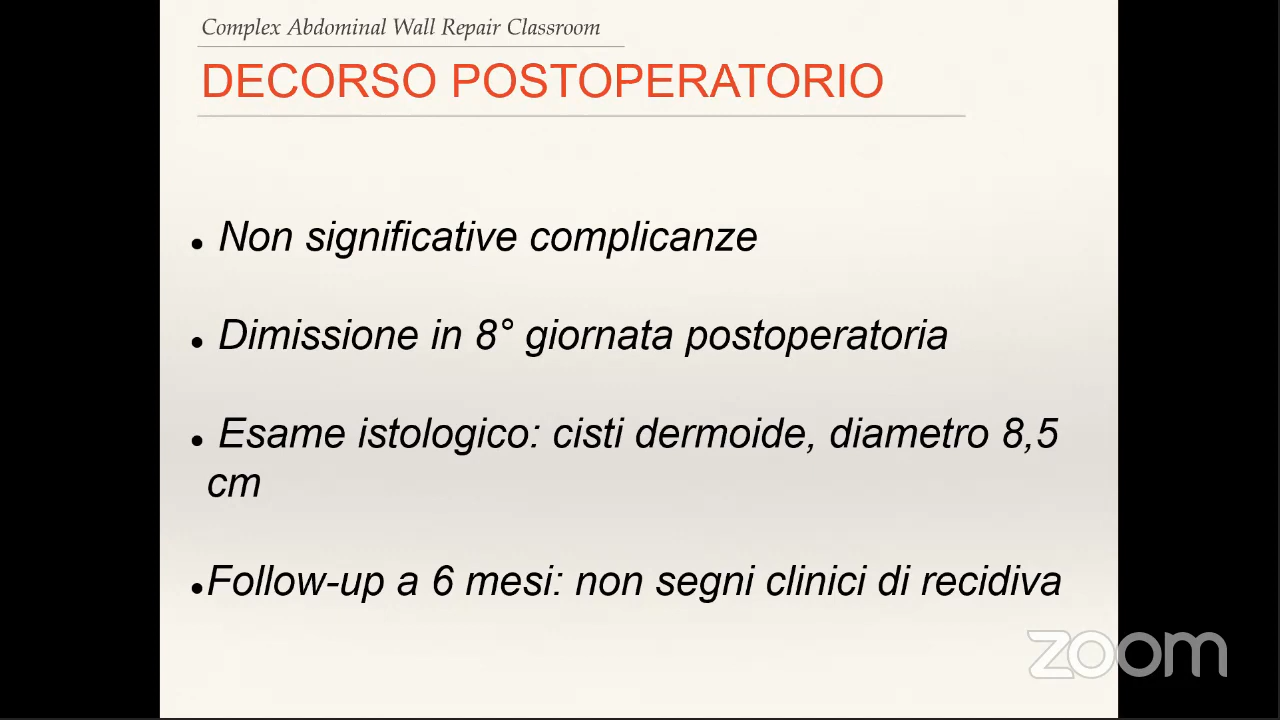 Complex Abdominal Wall Repair Classroom
DECORSO POSTOPERATORIO
• Non significative complicanze
• Dimissione in 8° giornata postoperatoria
• Esame istologico: cisti dermoide, diametro 8,5
cm
•Follow-up a 6 mesi: non segni clinici di recidiva
zoom